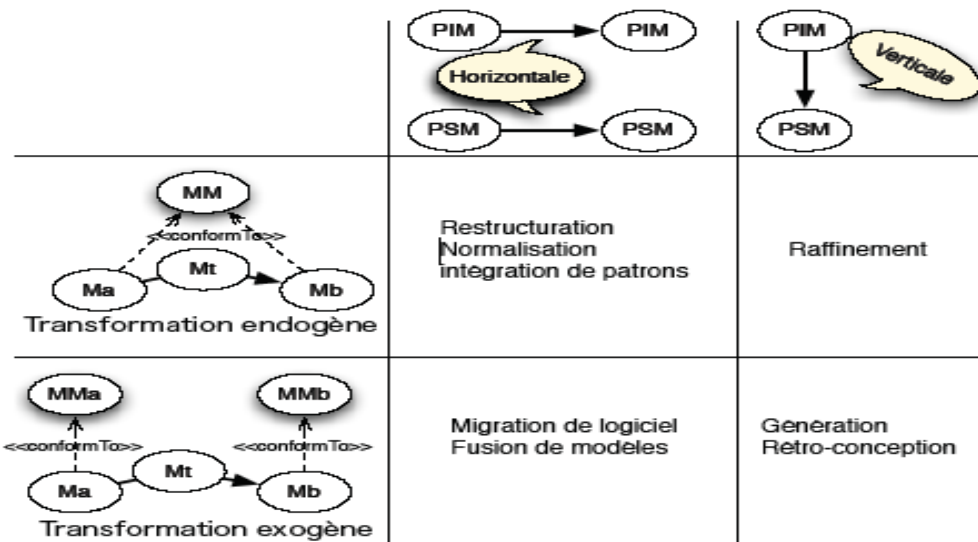 PIM PIM PIM
Horizontale Verticale
PSM PSM PSM
MM
<<conformTo>>
Mt
Ma Mb
Transformation endogène
Restructuration
Normalisation
intégration de patrons
Raffinement
MMa MMb
<<conformTo>> <<conformTo>>
Mt
Ma Mb
Transformation exogène
Migration de logiciel
Fusion de modèles
Génération
Rétro-conception